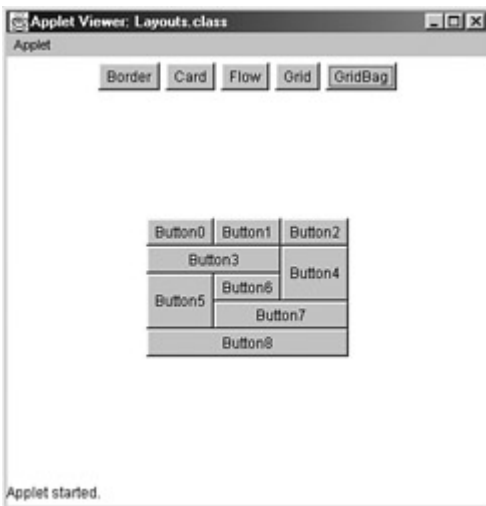 Applet Viewer: Layouts.class
Applet
Border Card Flow Grid GridBag
Button0 Button1 Button2
Button3
Button4
Button5
Button6
Button7
Button8
Applet started.